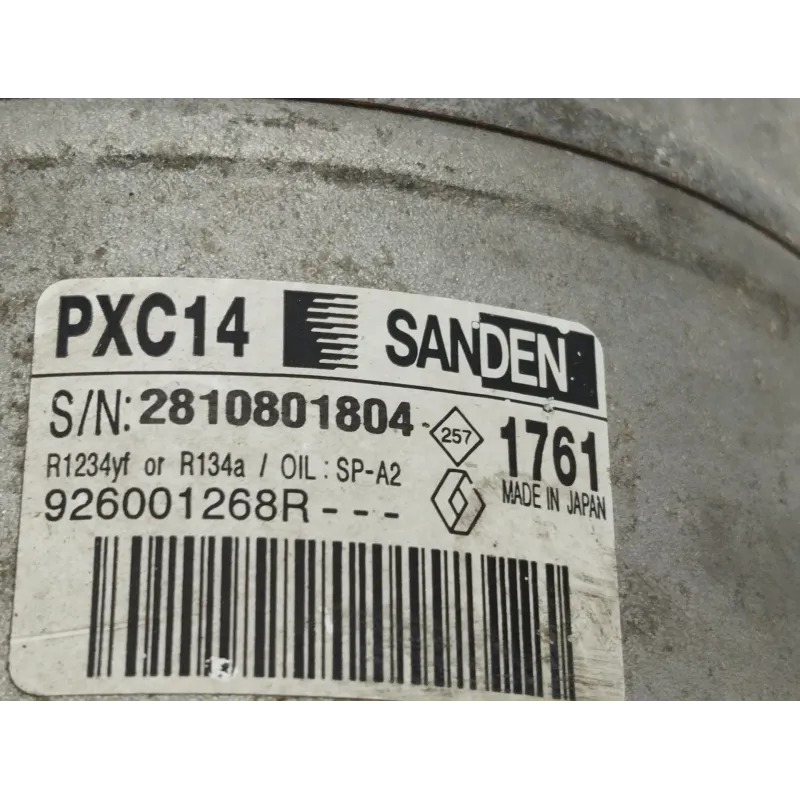 PXC14 SANDEN
S/N: 2810801804 257 1761
R1234yf or R134a / OIL : SP-A2 MADE IN JAPAN
926001268R - - -